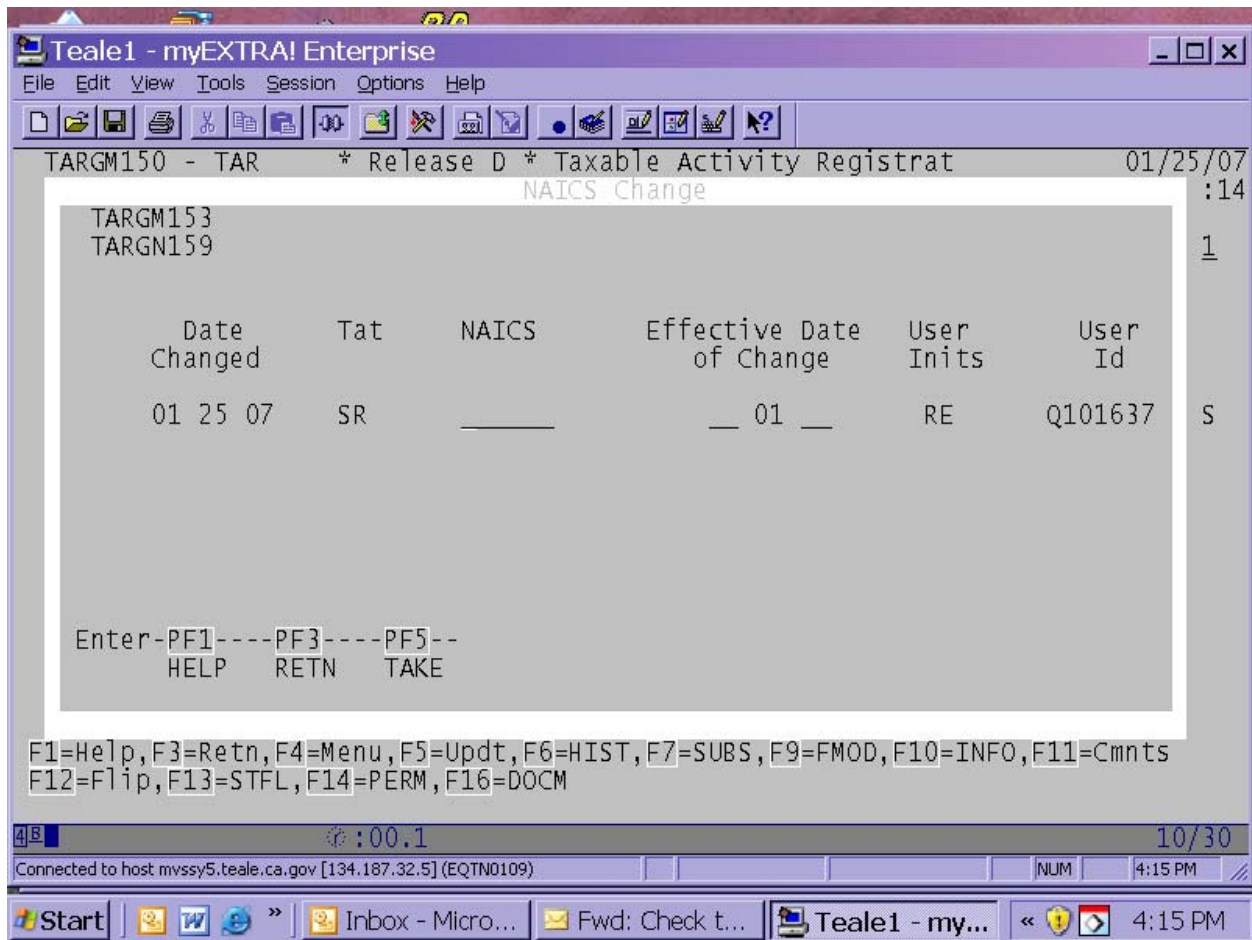 Teale1 - myEXTRA! Enterprise
File Edit View Tools Session Options Help
TARGM150 - TAR * Release D * Taxable Activity Registrat 01/25/07
NAICS Change :14
TARGM153
TARGN159 1
Date Tat NAICS Effective Date User User
Changed of Change Inits Id
01 25 07 SR ______ __ 01 __ RE Q101637 S
Enter-PF1----PF3----PF5--
HELP RETN TAKE
F1=Help,F3=Retn,F4=Menu,F5=Updt,F6=HIST,F7=SUBS,F9=FMOD,F10=INFO,F11=Cmnts
F12=Flip,F13=STFL,F14=PERM,F16=DOCM
4B :00.1 10/30
Connected to host mvssy5.teale.ca.gov [134.187.32.5] (EQTN0109) NUM 4:15 PM
Start » Inbox - Micro... Fwd: Check t... Teale1 - my... « 4:15 PM